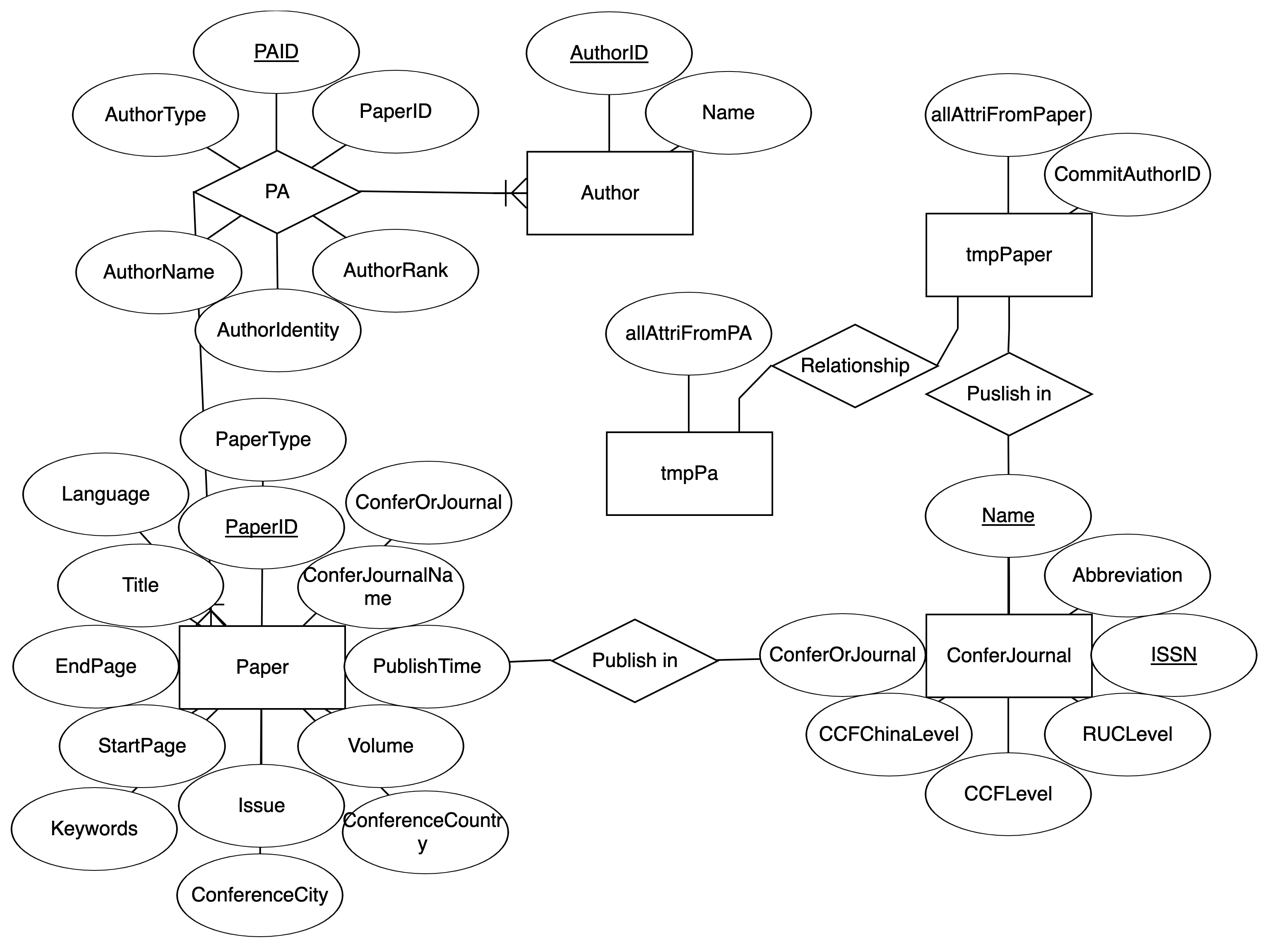 PAID
AuthorID
AuthorType
PaperID
Name
allAttriFromPaper
CommitAuthorID
PA
Author
tmpPaper
AuthorName
AuthorRank
AuthorIdentity
allAttriFromPA
Relationship
Puslish in
PaperType
tmpPa
Language
ConferOrJournal
PaperID
Name
Title
ConferJournalNa
me
Abbreviation
EndPage
Paper
PublishTime
Publish in
ConferOrJournal
ConferJournal
ISSN
StartPage
Volume
CCFChinaLevel
RUCLevel
Issue
CCFLevel
Keywords
ConferenceCountr
y
ConferenceCity